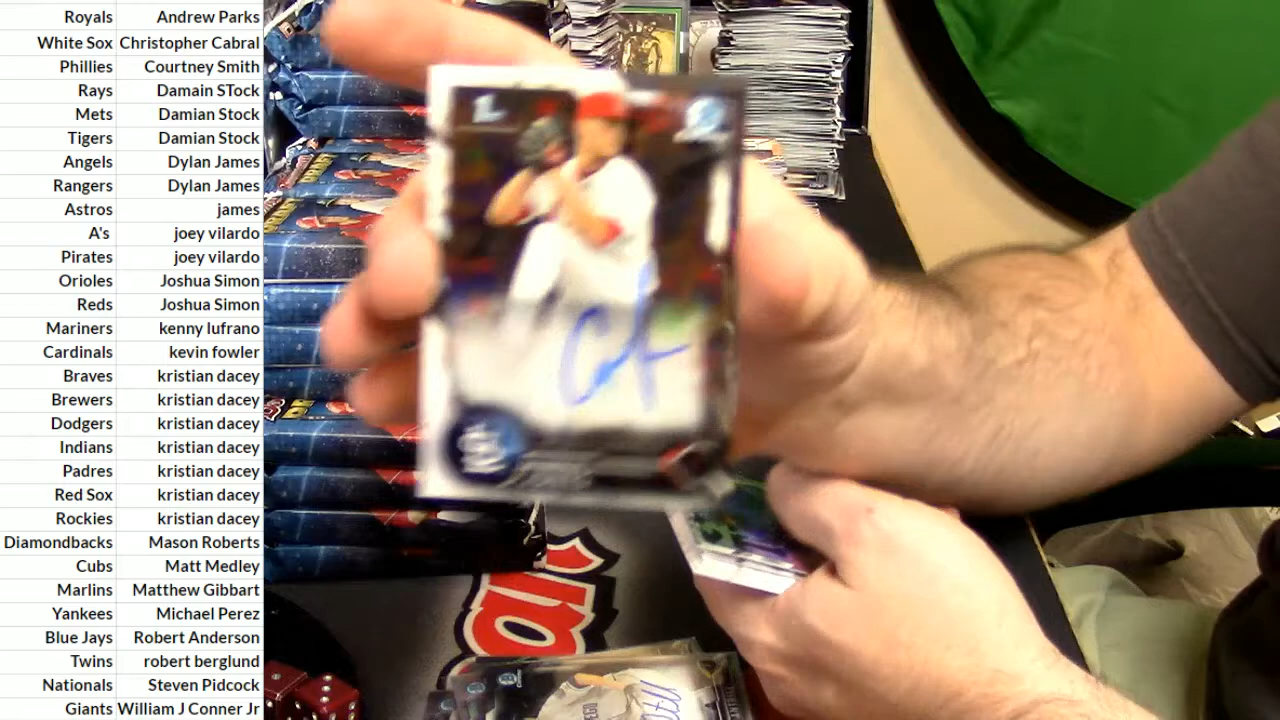 Royals Andrew Parks
White Sox Christopher Cabral
Phillies Courtney Smith
Rays Damain STock
Mets Damian Stock
Tigers Damian Stock
Angels Dylan James
Rangers Dylan James
Astros james
A's joey vilardo
Pirates joey vilardo
Orioles Joshua Simon
Reds Joshua Simon
Mariners kenny lufrano
Cardinals kevin fowler
Braves kristian dacey
Brewers kristian dacey
Dodgers kristian dacey
Indians kristian dacey
Padres kristian dacey
Red Sox kristian dacey
Rockies kristian dacey
Diamondbacks Mason Roberts
Cubs Matt Medley
Marlins Matthew Gibbart
Yankees Michael Perez
Blue Jays Robert Anderson
Twins robert berglund
Nationals Steven Pidcock
Giants William J Conner Jr